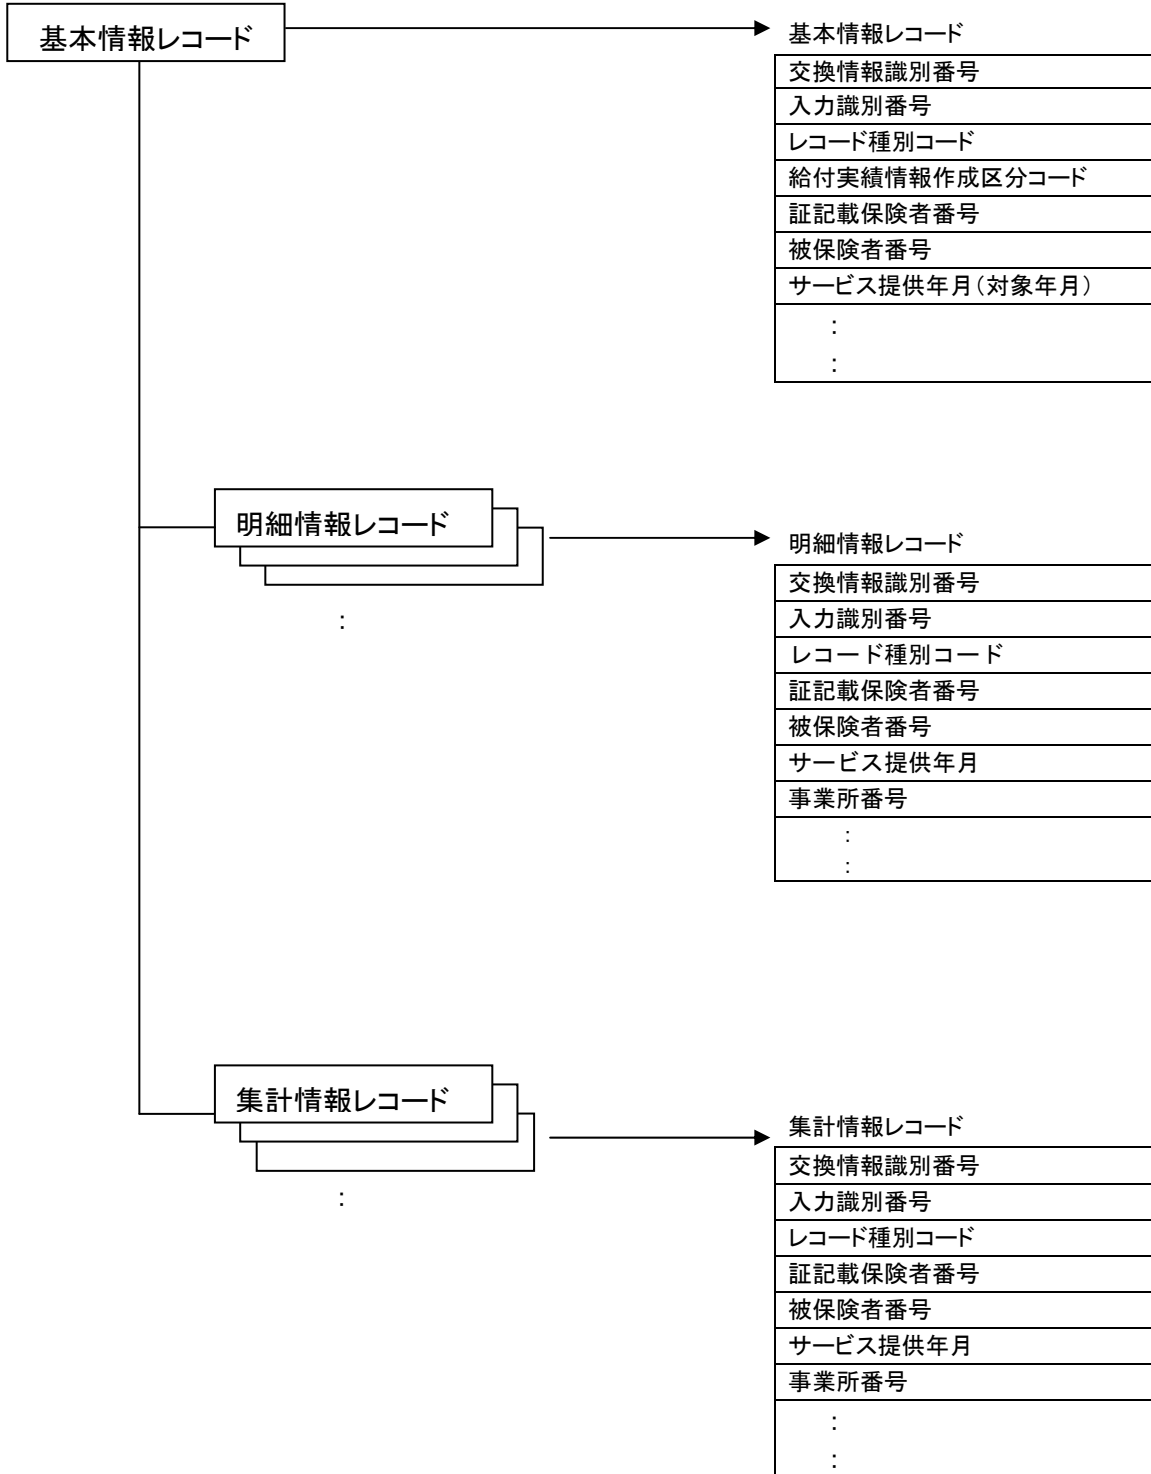 基本情報レコード
基本情報レコード
交換情報識別番号
入力識別番号
レコード種別コード
給付実績情報作成区分コード
証記載保険者番号
被保険者番号
サービス提供年月（対象年月）
：
：
明細情報レコード
：
明細情報レコード
交換情報識別番号
入力識別番号
レコード種別コード
証記載保険者番号
被保険者番号
サービス提供年月
事業所番号
：
：
集計情報レコード
：
集計情報レコード
交換情報識別番号
入力識別番号
レコード種別コード
証記載保険者番号
被保険者番号
サービス提供年月
事業所番号
：
：